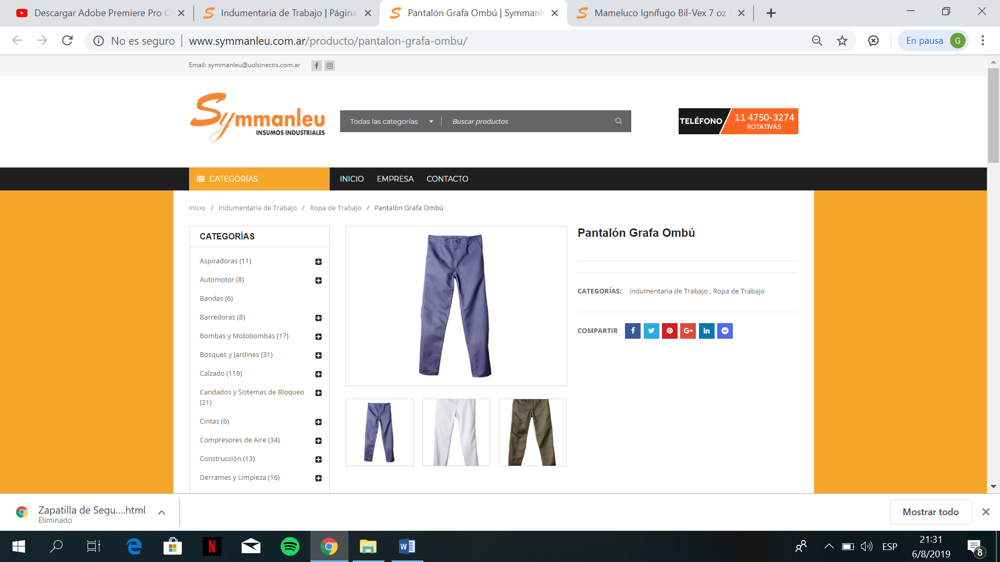 Descargar Adobe Premiere Pro C
Indumentaria de Trabajo | Página
Pantalón Grafa Ombú | Symmanle
Mameluco Ignífugo Bil-Vex 7 oz T
No es seguro
www.symmanleu.com.ar/producto/pantalon-grafa-ombu/
En pausa
G
Email: symmanleu@uolsinectis.com.ar
Symmanleu
INSUMOS INDUSTRIALES
Todas las categorías
Buscar productos
TELÉFONO
11 4750-3274
ROTATIVAS
CATEGORÍAS
INICIO
EMPRESA
CONTACTO
Inicio / Indumentaria de Trabajo / Ropa de Trabajo / Pantalón Grafa Ombú
CATEGORÍAS
Aspiradoras (11)
Automotor (8)
Bandas (6)
Barredoras (8)
Bombas y Motobombas (17)
Bosques y Jardines (31)
Calzado (119)
Candados y Sistemas de Bloqueo
(21)
Cintas (6)
Compresores de Aire (34)
Construcción (13)
Derrames y Limpieza (16)
Pantalón Grafa Ombú
CATEGORÍAS: Indumentaria de Trabajo , Ropa de Trabajo
COMPARTIR
Zapatilla de Segu....html
Eliminado
Mostrar todo
ESP
21:31
6/8/2019
8